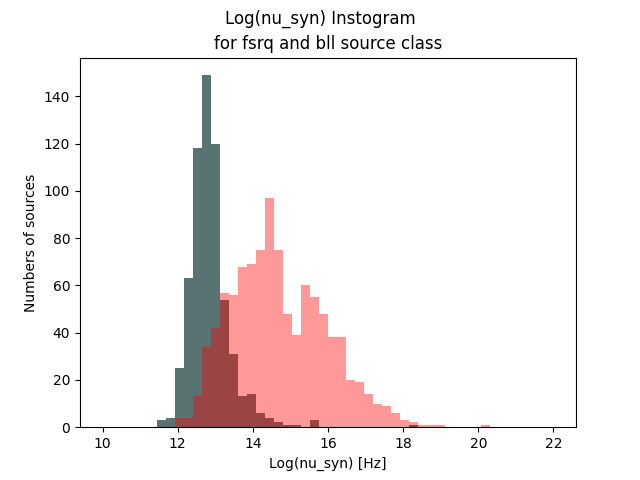 Log(nu_syn) Instogram
for fsrq and bll source class
Numbers of sources
140
120
100
80
60
40
20
0
10 12 14 16 18 20 22
Log(nu_syn) [Hz]